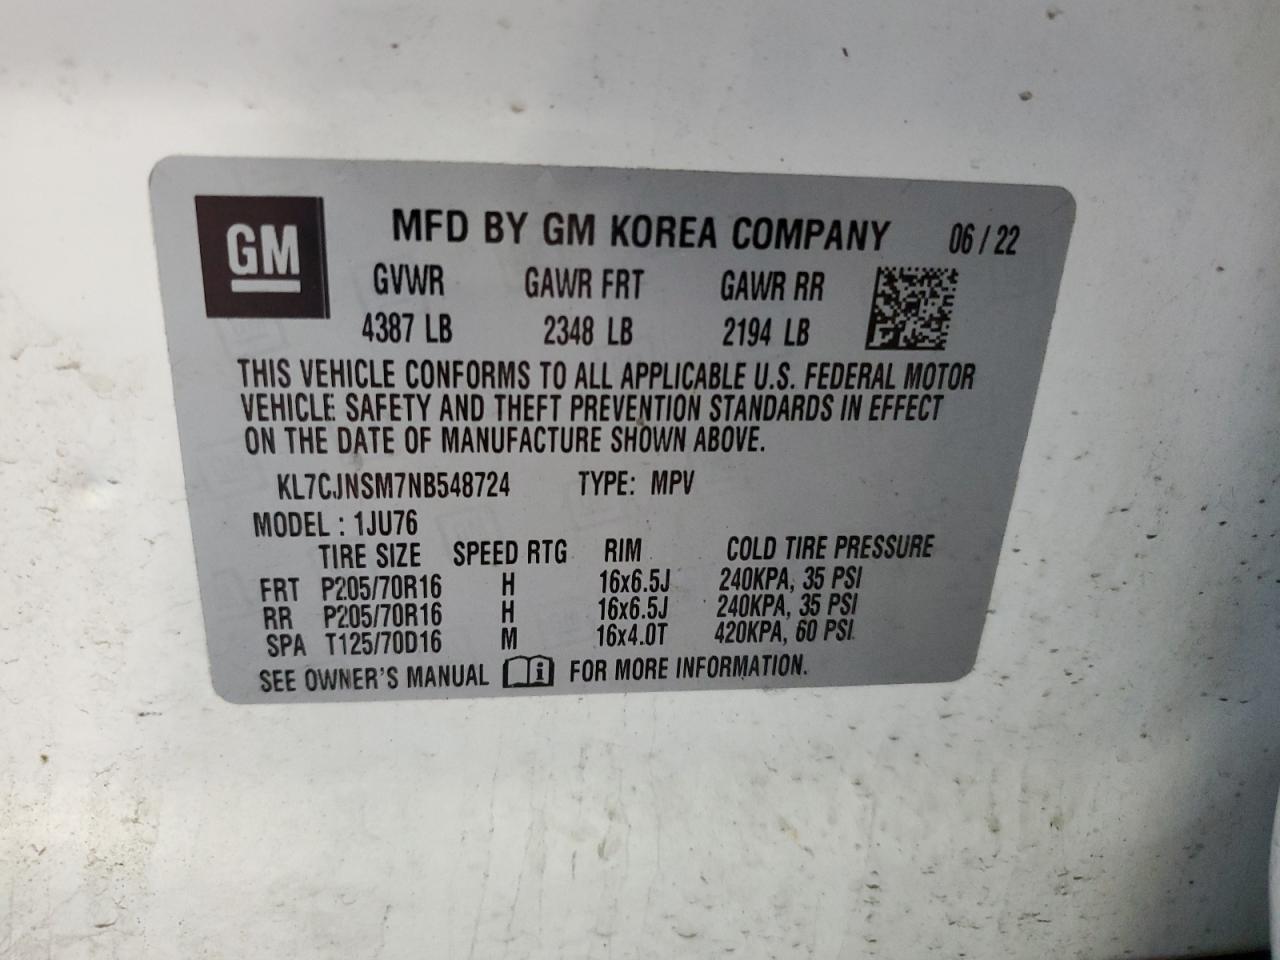 GM
MFD BY GM KOREA COMPANY 06 / 22
GVWR GAWR FRT GAWR RR
4387 LB 2348 LB 2194 LB
THIS VEHICLE CONFORMS TO ALL APPLICABLE U.S. FEDERAL MOTOR
VEHICLE SAFETY AND THEFT PREVENTION STANDARDS IN EFFECT
ON THE DATE OF MANUFACTURE SHOWN ABOVE.
KL7CJNSM7NB548724 TYPE: MPV
MODEL : 1JU76
TIRE SIZE SPEED RTG RIM COLD TIRE PRESSURE
FRT P205/70R16 H 16x6.5J 240KPA, 35 PSI
RR P205/70R16 H 16x6.5J 240KPA, 35 PSI
SPA T125/70D16 M 16x4.0T 420KPA, 60 PSI
SEE OWNER'S MANUAL i FOR MORE INFORMATION.